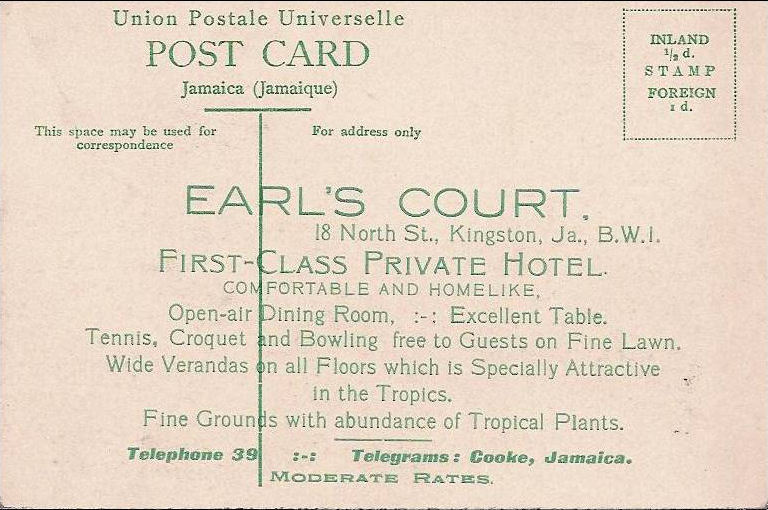 Union Postale Universelle
POST CARD
Jamaica (Jamaique)
INLAND
½ d.
STAMP
FOREIGN
1 d.
This space may be used for
correspondence
For address only
EARL'S COURT,
18 North St., Kingston, Ja., B.W.I.
FIRST-CLASS PRIVATE HOTEL.
COMFORTABLE AND HOMELIKE,
Open-air Dining Room, :-: Excellent Table.
Tennis, Croquet and Bowling free to Guests on Fine Lawn.
Wide Verandas on all Floors which is Specially Attractive
in the Tropics.
Fine Grounds with abundance of Tropical Plants.
Telephone 39 :-: Telegrams: Cooke, Jamaica.
MODERATE RATES.